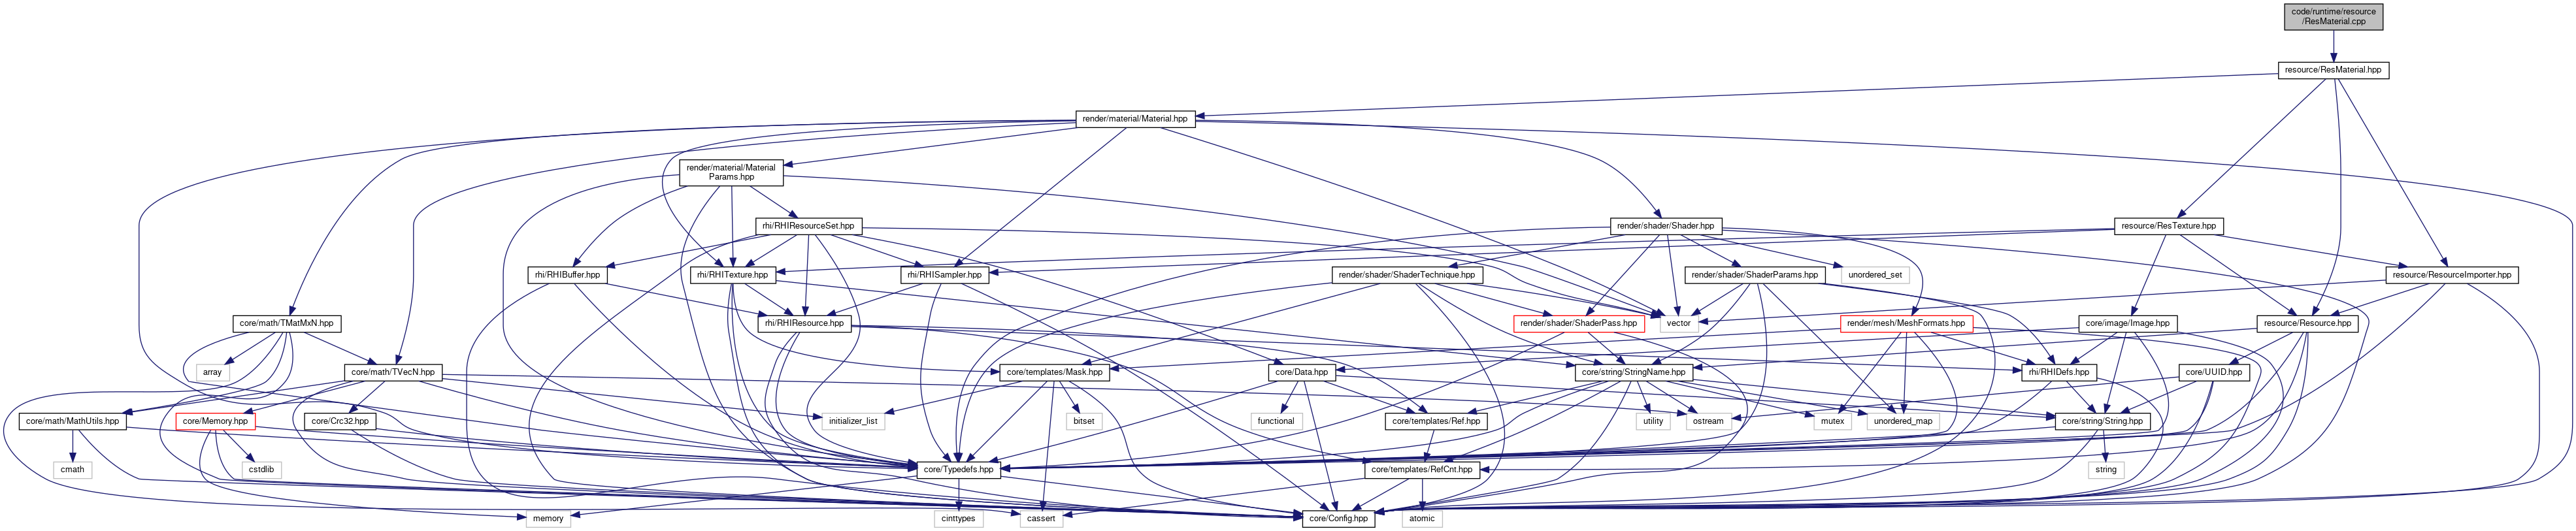 code/runtime/resource
/ResMaterial.cpp
resource/ResMaterial.hpp
render/material/Material.hpp
render/material/Material
Params.hpp
rhi/RHIResourceSet.hpp
render/shader/Shader.hpp
resource/ResTexture.hpp
rhi/RHIBuffer.hpp
rhi/RHITexture.hpp
rhi/RHISampler.hpp
render/shader/ShaderTechnique.hpp
render/shader/ShaderParams.hpp
unordered_set
resource/ResourceImporter.hpp
core/math/TMatMxN.hpp
rhi/RHIResource.hpp
render/shader/ShaderPass.hpp
vector
render/mesh/MeshFormats.hpp
core/image/Image.hpp
resource/Resource.hpp
array
core/math/TVecN.hpp
core/templates/Mask.hpp
core/Data.hpp
core/string/StringName.hpp
rhi/RHIDefs.hpp
core/UUID.hpp
core/math/MathUtils.hpp
core/Memory.hpp
core/Crc32.hpp
initializer_list
bitset
functional
core/templates/Ref.hpp
utility
ostream
mutex
unordered_map
core/string/String.hpp
cmath
cstdlib
core/Typedefs.hpp
core/templates/RefCnt.hpp
string
memory
cinttypes
cassert
core/Config.hpp
atomic